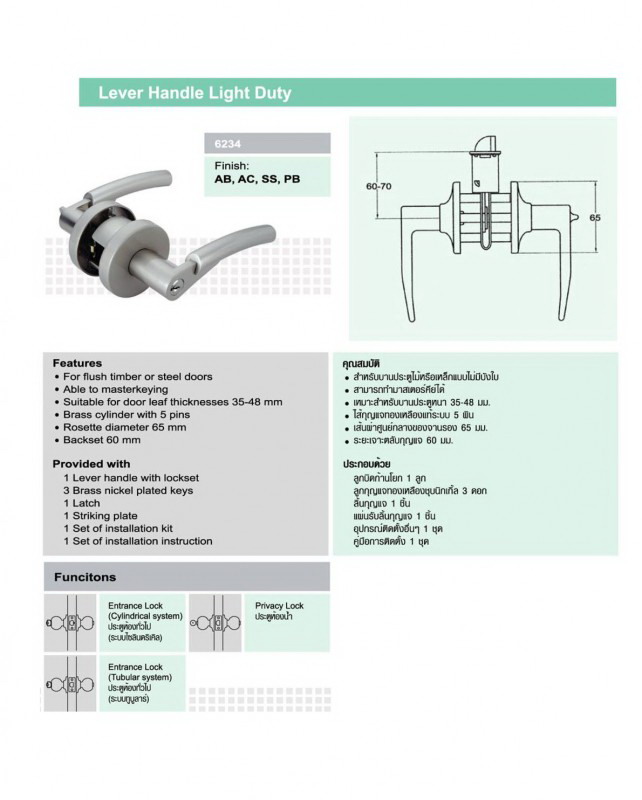 Lever Handle Light Duty
6234
Finish:
AB, AC, SS, PB
60-70
65
Features
• For flush timber or steel doors
• Able to masterkeying
• Suitable for door leaf thicknesses 35-48 mm
• Brass cylinder with 5 pins
• Rosette diameter 65 mm
• Backset 60 mm
Provided with
1 Lever handle with lockset
3 Brass nickel plated keys
1 Latch
1 Striking plate
1 Set of installation kit
1 Set of installation instruction
คุณสมบัติ
• สำหรับบานประตูไม้หรือเหล็กแบบไม่มีบังใบ
• สามารถทำมาสเตอร์คีย์ได้
• เหมาะสำหรับบานประตูหนา 35-48 มม.
• ไส้กุญแจทองเหลืองแท้ระบบ 5 พิน
• เส้นผ่าศูนย์กลางของจานรอง 65 มม.
• ระยะเจาะตลับกุญแจ 60 มม.
ประกอบด้วย
ลูกบิดก้านโยก 1 ลูก
ลูกกุญแจทองเหลืองชุบนิกเกิ้ล 3 ดอก
ลิ้นกุญแจ 1 ชิ้น
แผ่นรับลิ้นกุญแจ 1 ชิ้น
อุปกรณ์ติดตั้งอื่นๆ 1 ชุด
คู่มือการติดตั้ง 1 ชุด
Funcitons
Entrance Lock
(Cylindrical system)
ประตูห้องทั่วไป
(ระบบไซลินดริเคิล)
Privacy Lock
ประตูห้องน้ำ
Entrance Lock
(Tubular system)
ประตูห้องทั่วไป
(ระบบทูบูลาร์)